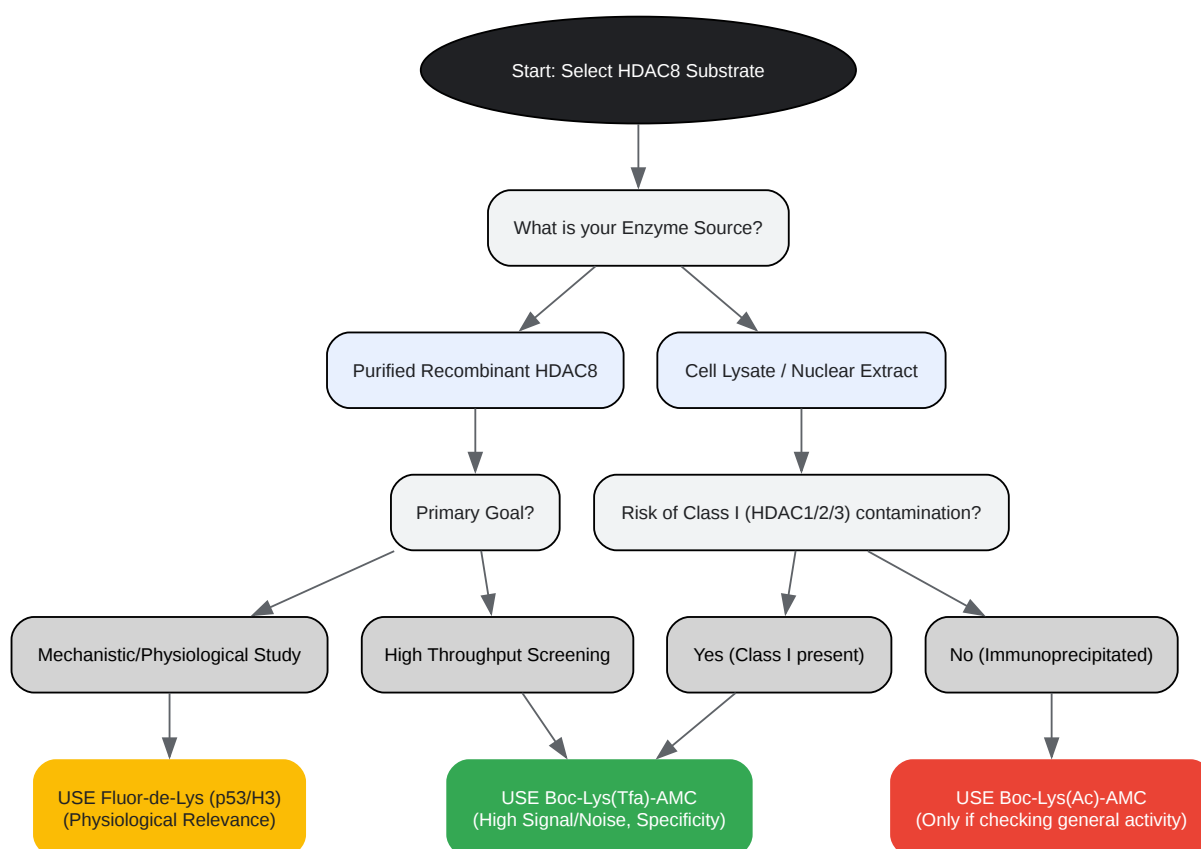 Start: Select HDAC8 Substrate
What is your Enzyme Source?
Purified Recombinant HDAC8
Cell Lysate / Nuclear Extract
Primary Goal?
Risk of Class I (HDAC1/2/3) contamination?
Mechanistic/Physiological Study
High Throughput Screening
Yes (Class I present)
No (Immunoprecipitated)
USE Fluor-de-Lys (p53/H3)
(Physiological Relevance)
USE Boc-Lys(Tfa)-AMC
(High Signal/Noise, Specificity)
USE Boc-Lys(Ac)-AMC
(Only if checking general activity)